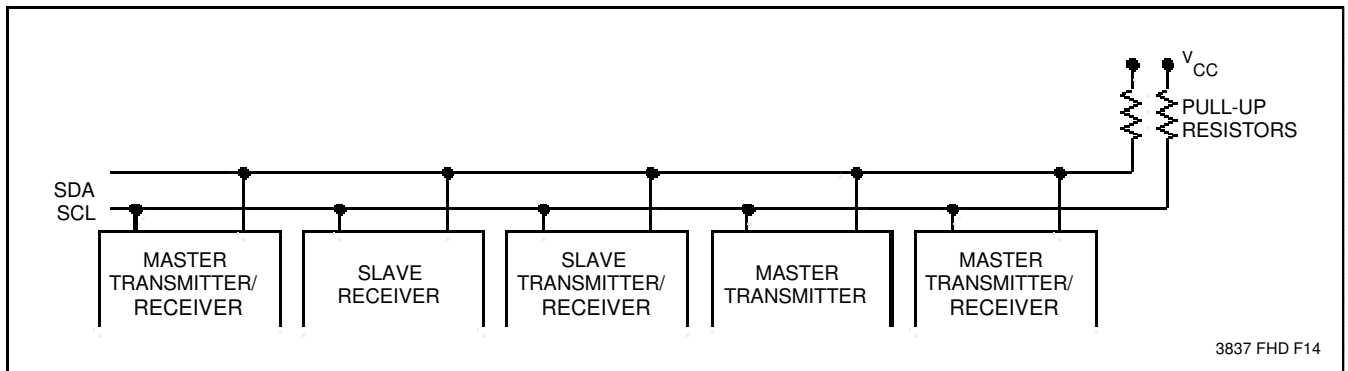 V
CC
PULL-UP
RESISTORS
SDA
SCL
MASTER
TRANSMITTER/
RECEIVER
SLAVE
RECEIVER
SLAVE
TRANSMITTER/
RECEIVER
MASTER
TRANSMITTER
MASTER
TRANSMITTER/
RECEIVER
3837 FHD F14